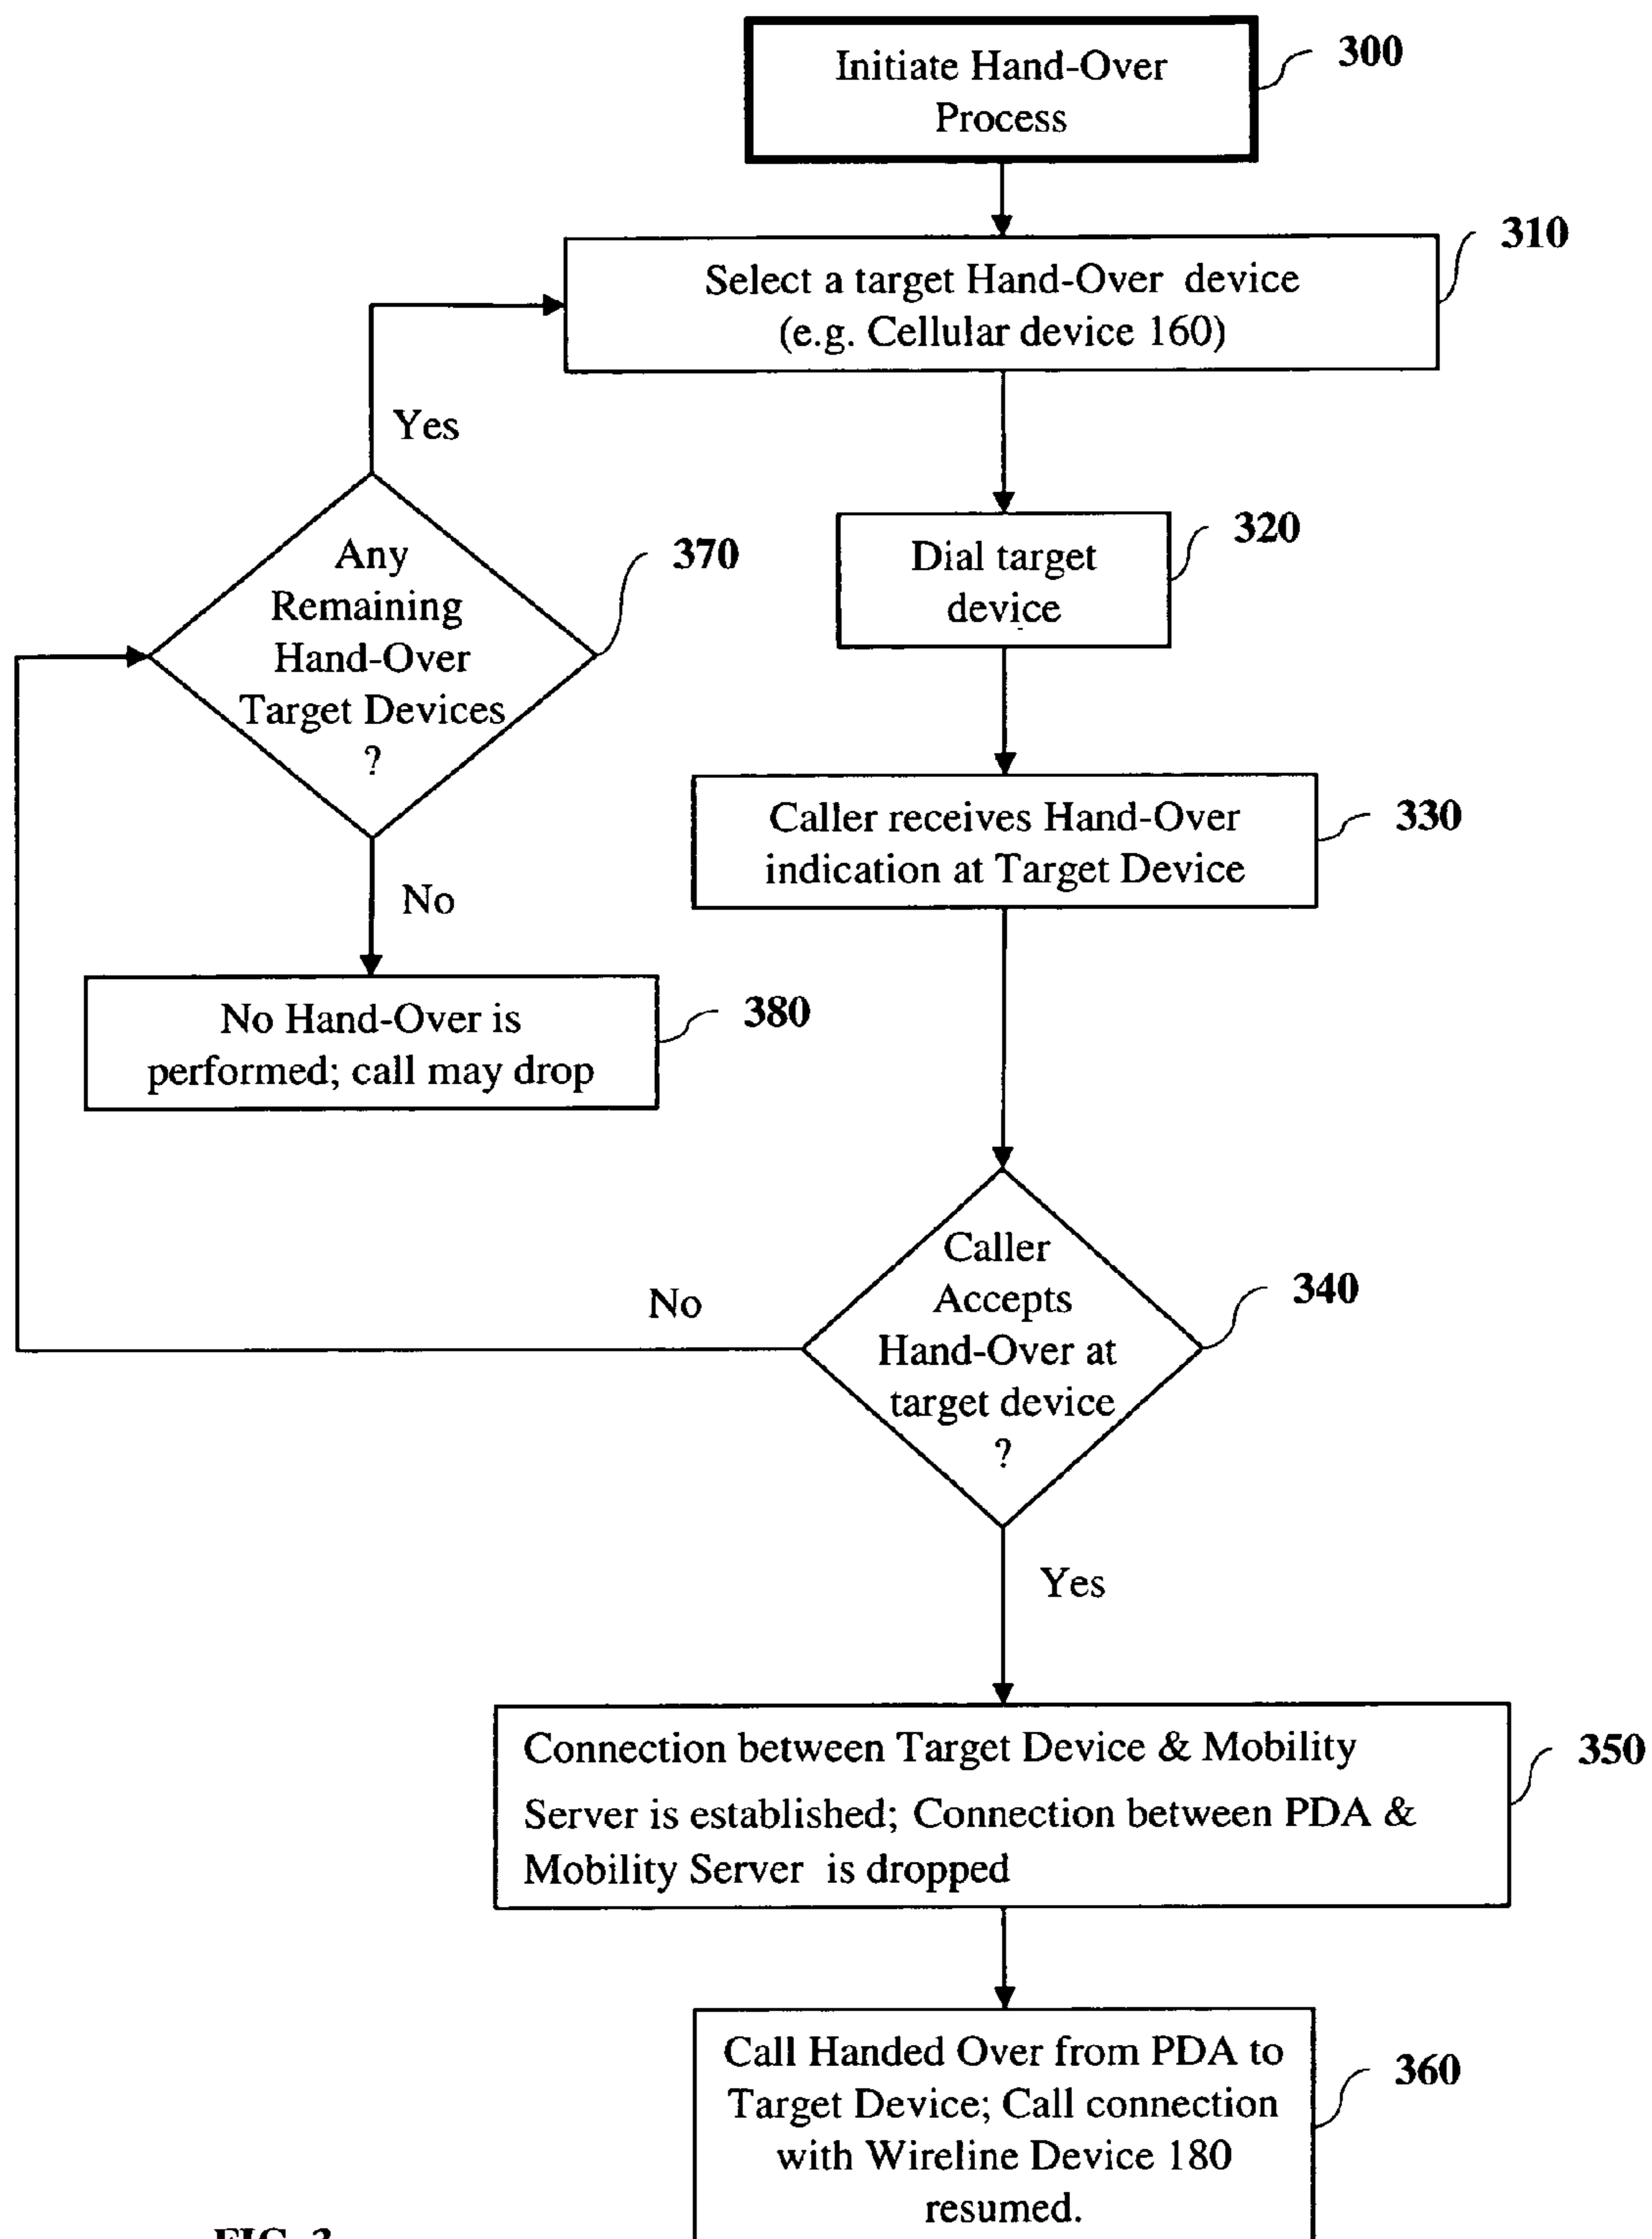 Initiate Hand-Over
Process
300
310
Select a target Hand-Over device
(e.g. Cellular device 160)
Yes
320
Dial target
device
Any
Remaining
Hand-Over
Target Devices
?
370
Caller receives Hand-Over
indication at Target Device
330
No
No Hand-Over is
performed; call may drop
380
Caller
Accepts
Hand-Over at
target device
?
340
No
Yes
Connection between Target Device & Mobility
Server is established; Connection between PDA &
Mobility Server is dropped
350
Call Handed Over from PDA to
Target Device; Call connection
with Wireline Device 180
resumed.
360
FIG. 3